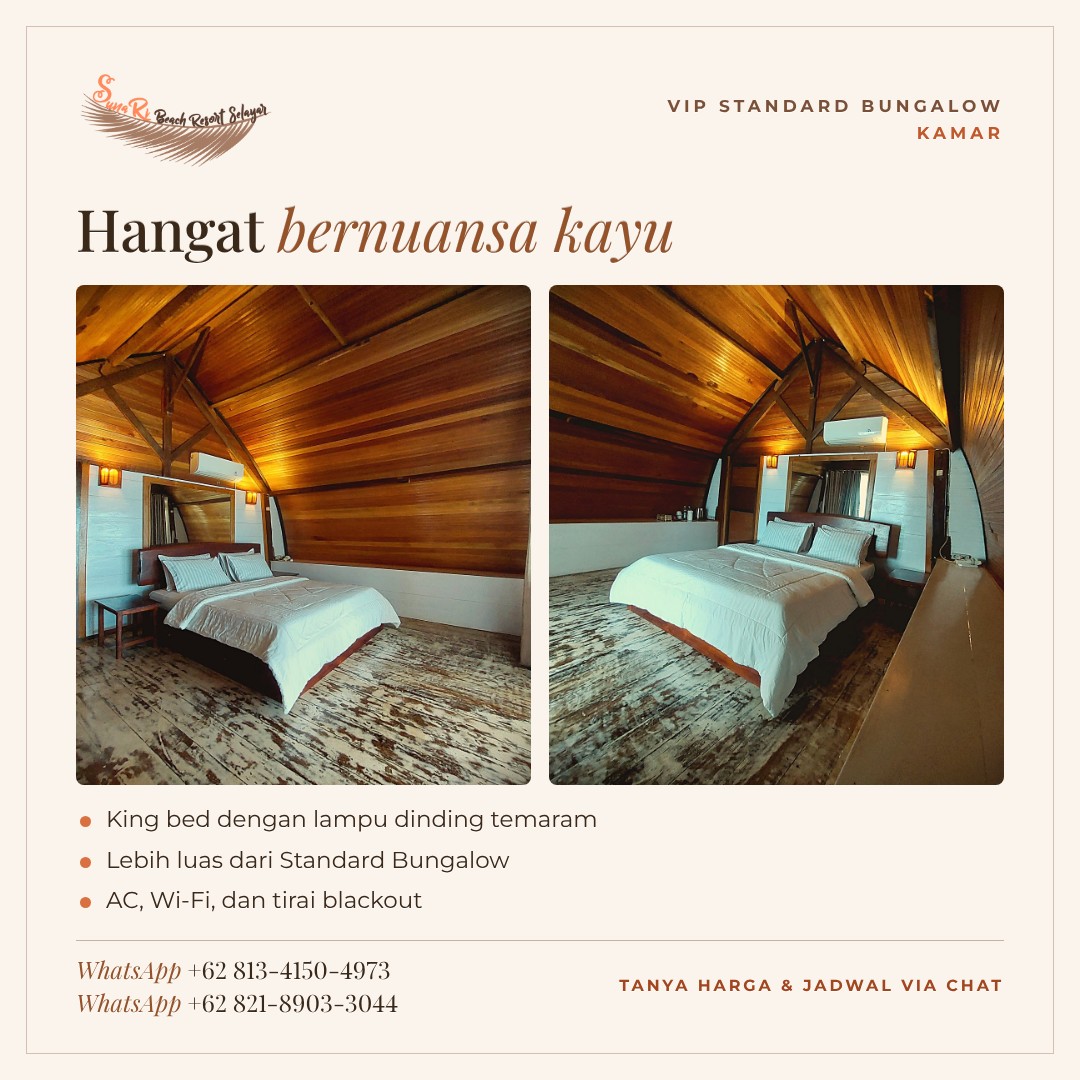 SunaRi Beach Resort Selayar
VIP STANDARD BUNGALOW
KAMAR
Hangat bernuansa kayu
King bed dengan lampu dinding temaram
Lebih luas dari Standard Bungalow
AC, Wi-Fi, dan tirai blackout
WhatsApp +62 813-4150-4973
WhatsApp +62 821-8903-3044
TANYA HARGA & JADWAL VIA CHAT